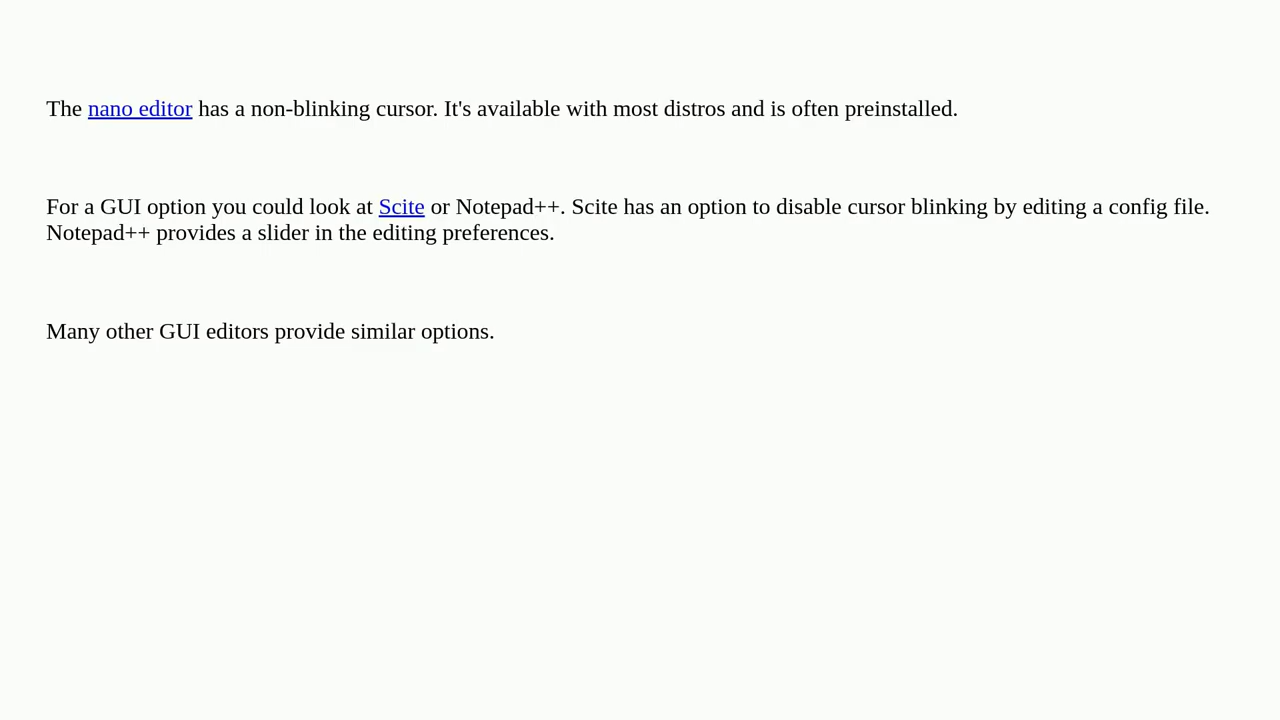 The nano editor has a non-blinking cursor. It's available with most distros and is often preinstalled.
For a GUI option you could look at Scite or Notepad++. Scite has an option to disable cursor blinking by editing a config file.
Notepad++ provides a slider in the editing preferences.
Many other GUI editors provide similar options.